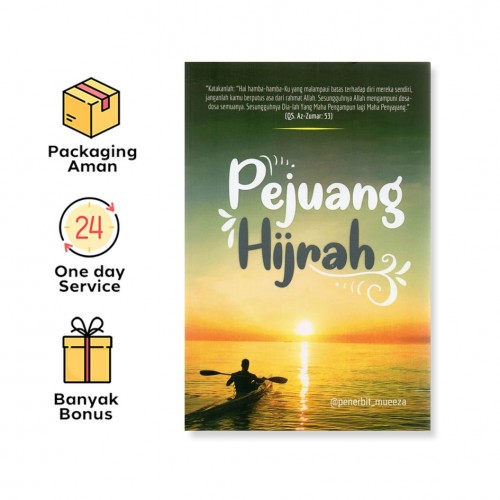 Packaging
Aman
24
One day
Service
Banyak
Bonus
"Katakanlah: "Hai hamba-hamba-Ku yang malampaui batas terhadap diri mereka sendiri,
janganlah kamu berputus asa dari rahmat Allah. Sesungguhnya Allah mengampuni dosa-
dosa semuanya. Sesungguhnya Dia-lah Yang Maha Pengampun lagi Maha Penyayang."
(QS. Az-Zumar: 53)
Pejuang
Hijrah
@penerbit_mueeza